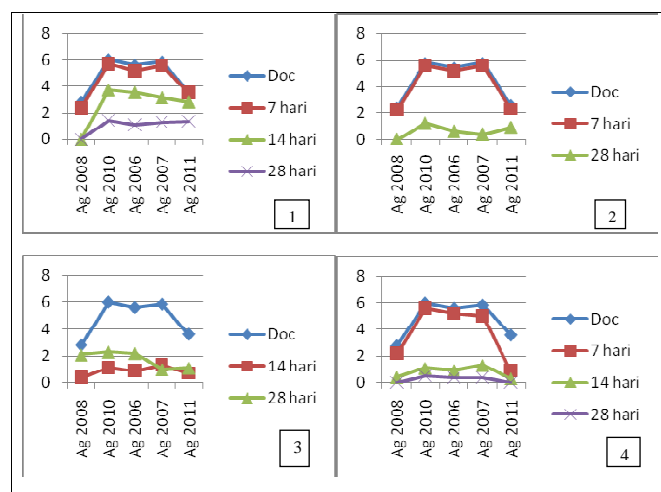 8
6
4
2
0
Doc
7 hari
14 hari
28 hari
Ag 2008
Ag 2010
Ag 2006
Ag 2007
Ag 2011
1
8
6
4
2
0
Doc
7 hari
28 hari
Ag 2008
Ag 2010
Ag 2006
Ag 2007
Ag 2011
2
8
6
4
2
0
Doc
14 hari
28 hari
Ag 2008
Ag 2010
Ag 2006
Ag 2007
Ag 2011
3
8
6
4
2
0
Doc
7 hari
14 hari
28 hari
Ag 2008
Ag 2010
Ag 2006
Ag 2007
Ag 2011
4